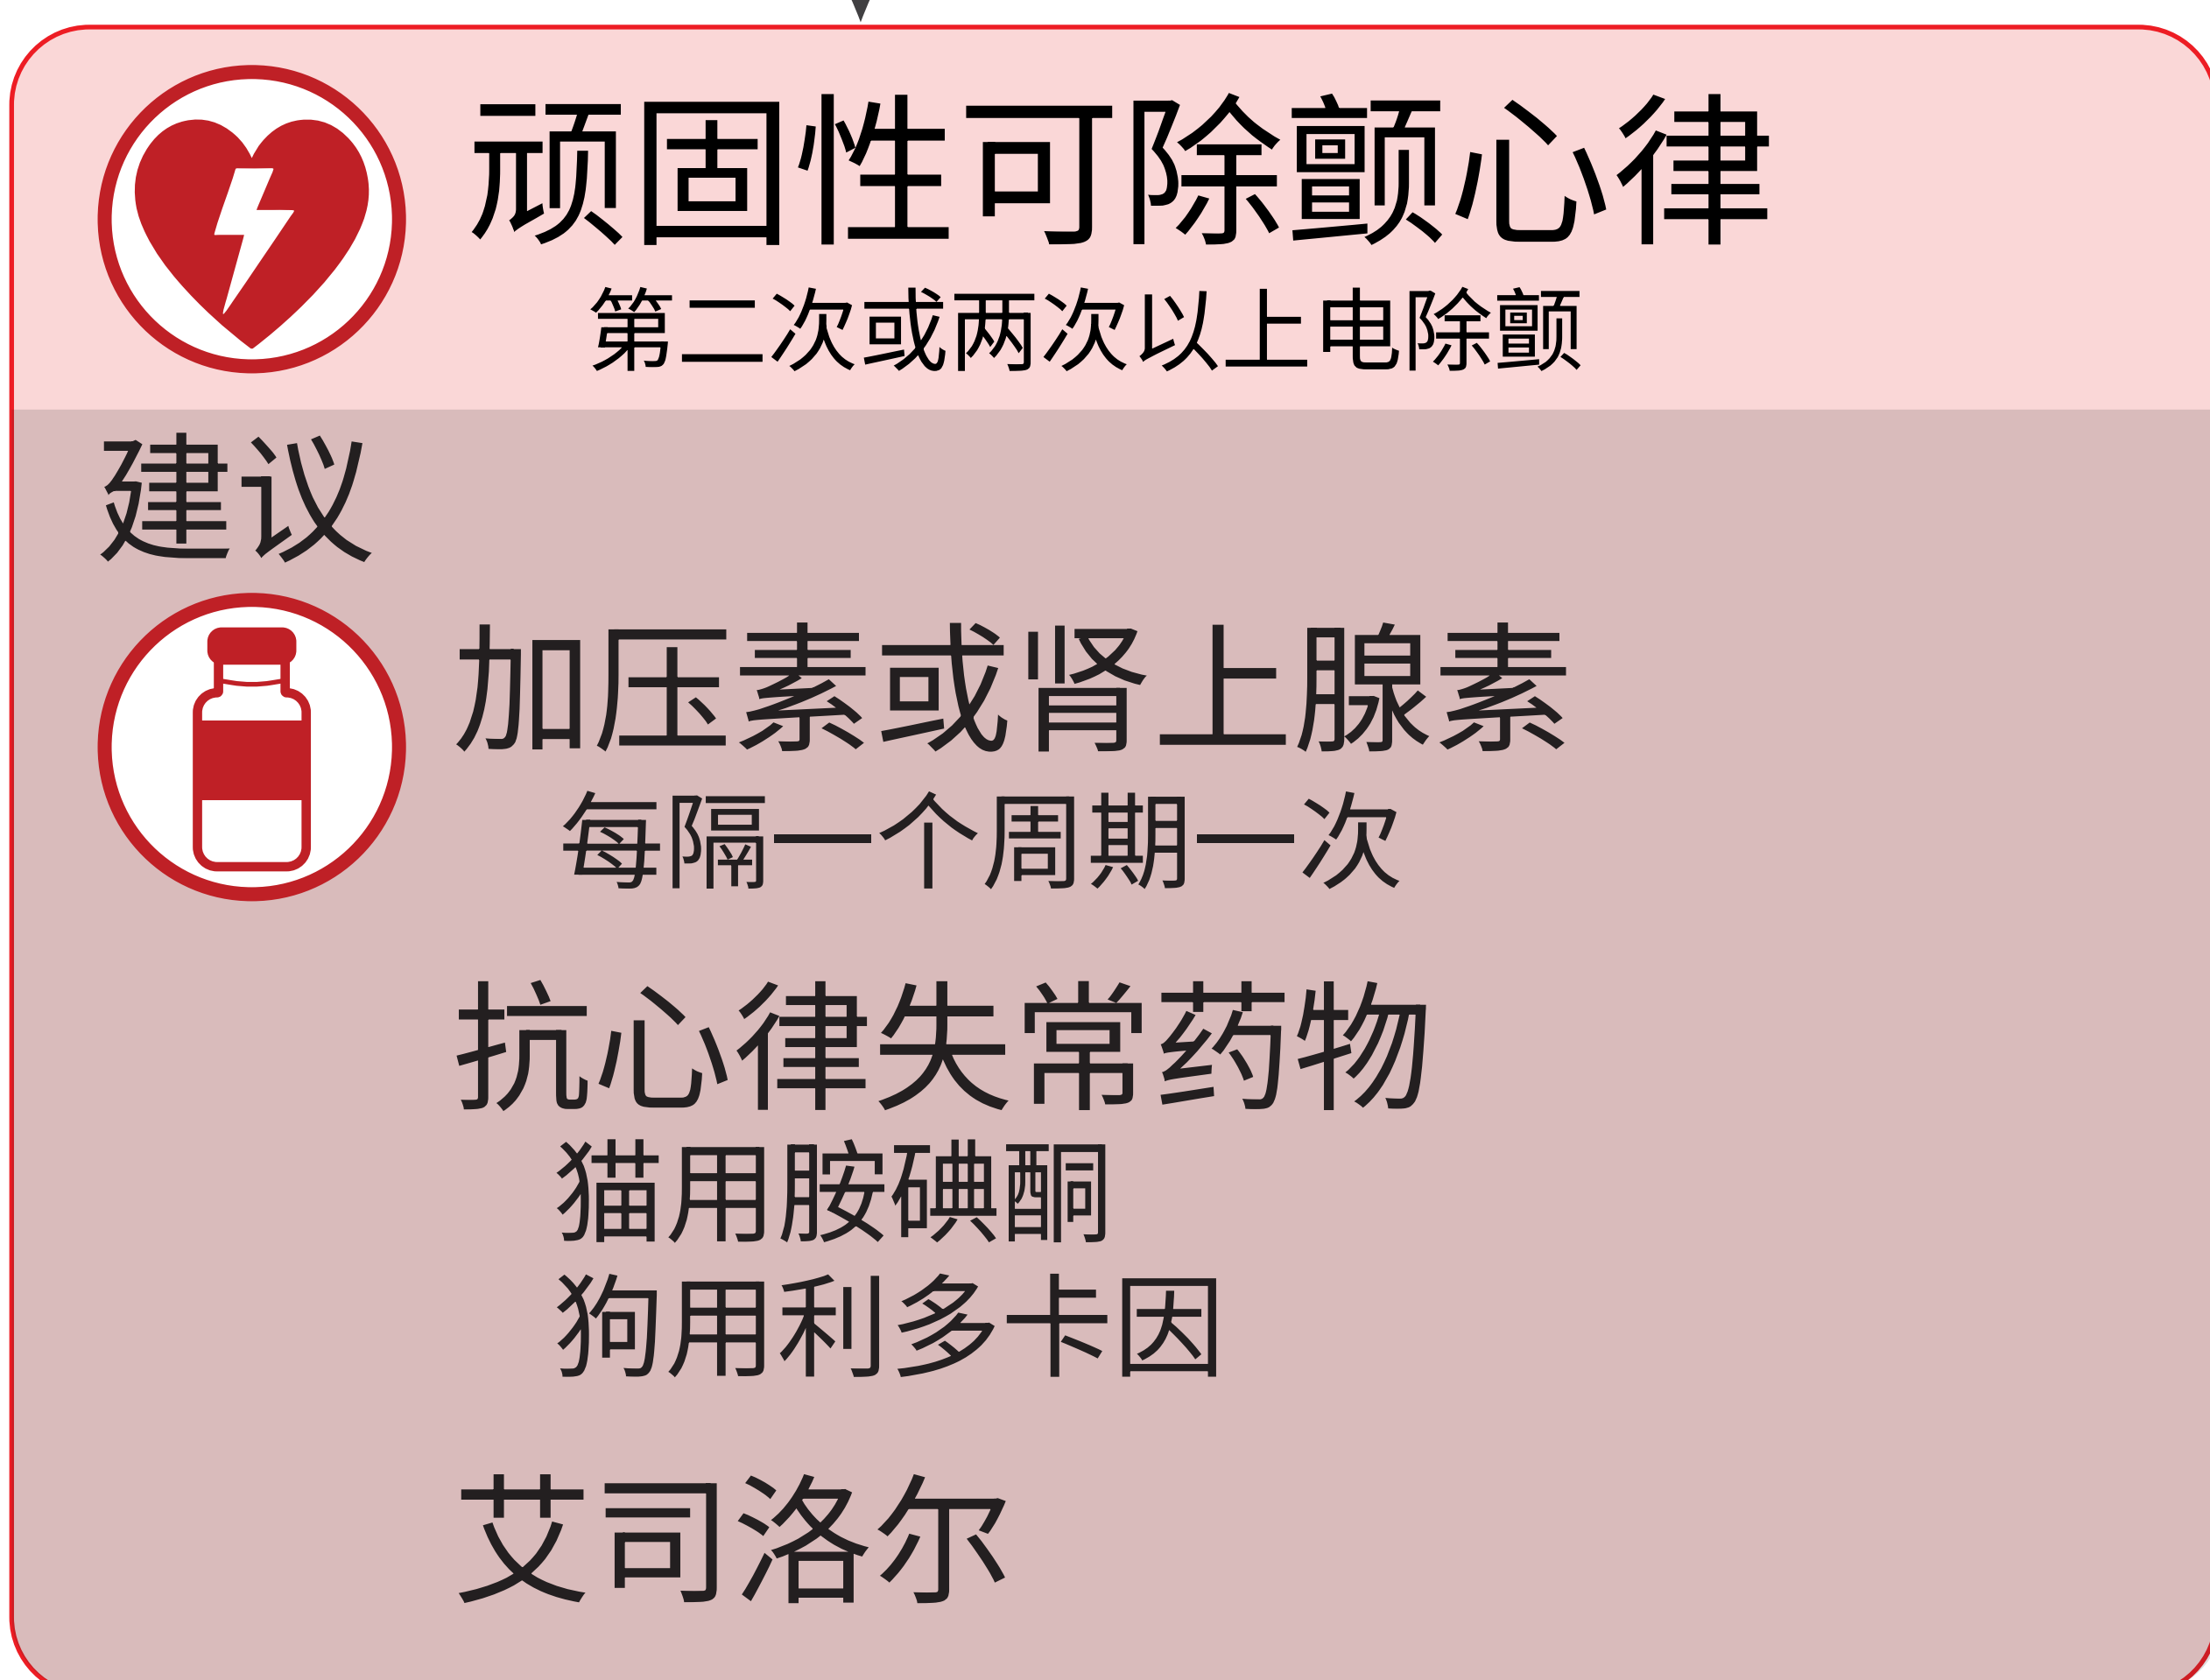 顽固性可除颤心律
第二次或两次以上电除颤
建议
加压素或肾上腺素
每隔一个周期一次
抗心律失常药物
猫用胺碘酮
狗用利多卡因
艾司洛尔